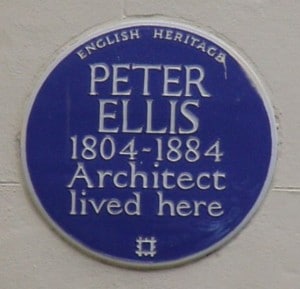 ENGLISH HERITAGE
PETER
ELLIS
1804-1884
Architect
lived here